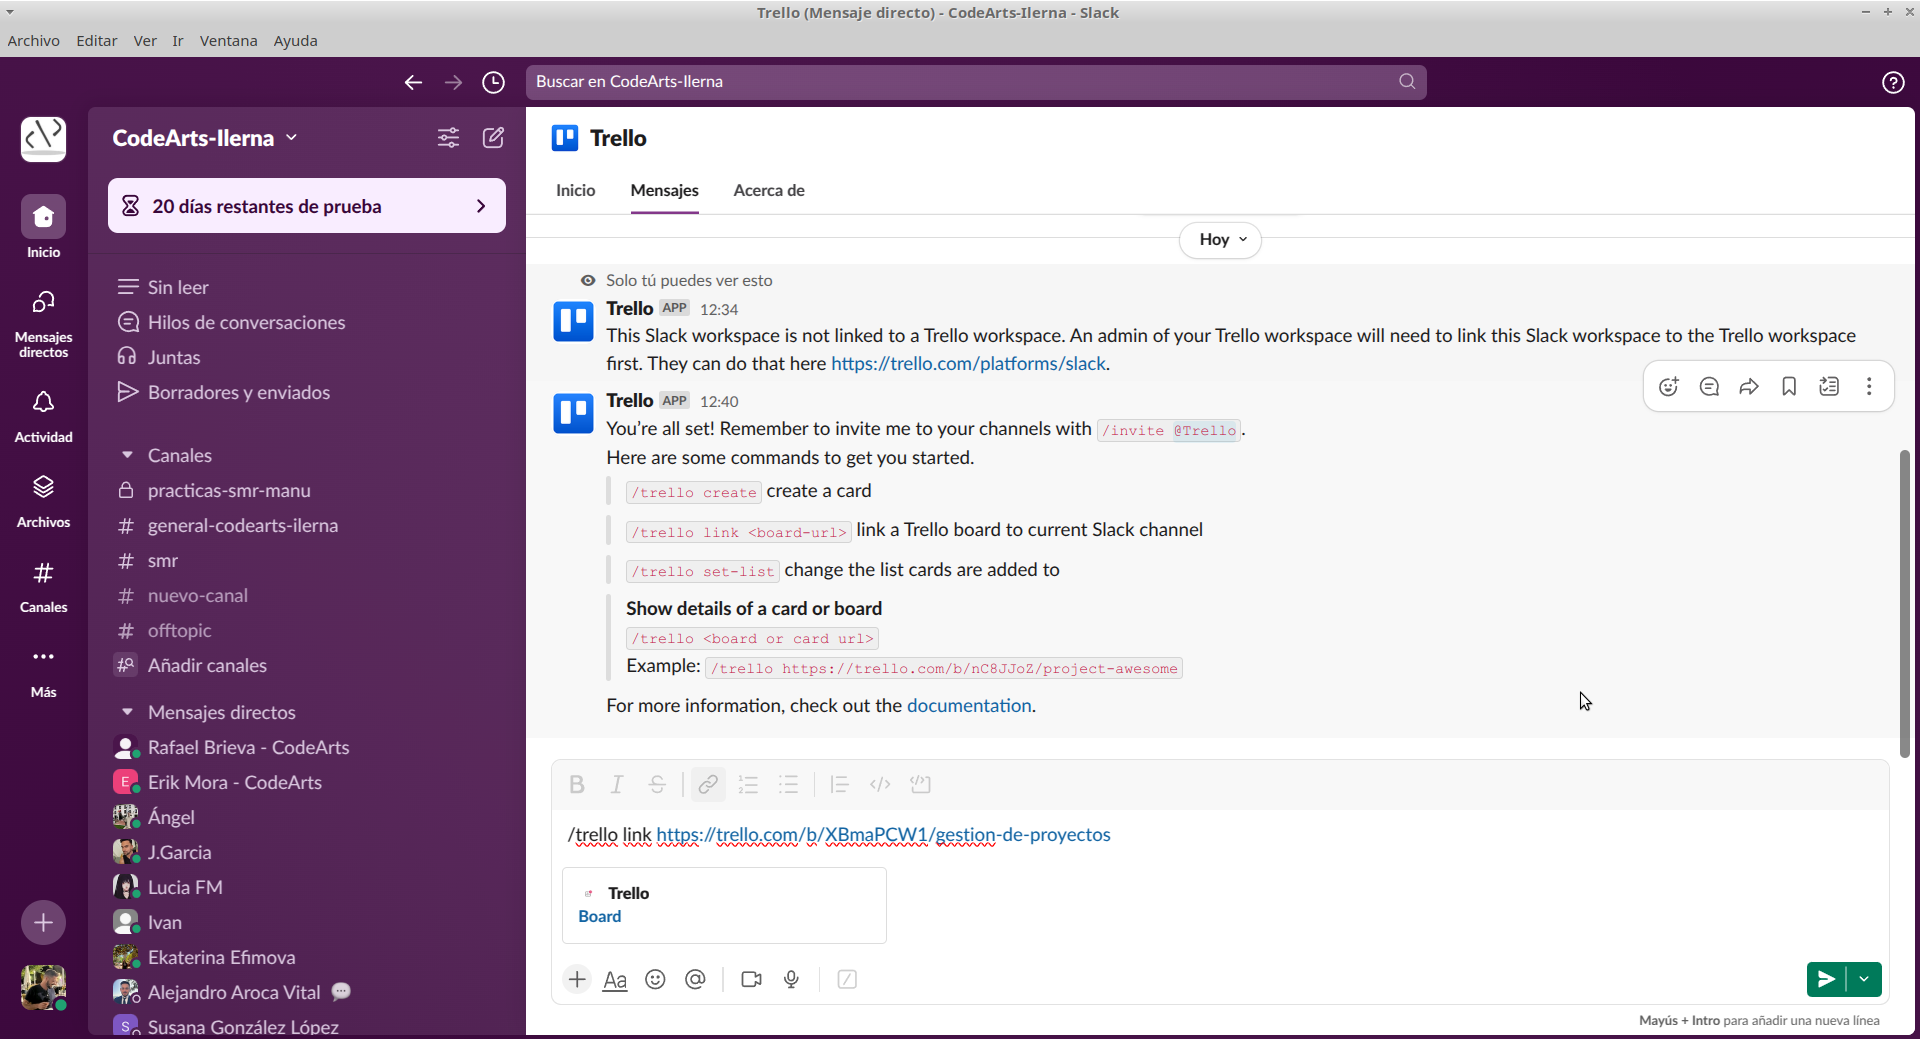 Trello (Mensaje directo) - CodeArts-Ilerna - Slack
Archivo Editar Ver Ir Ventana Ayuda
Buscar en CodeArts-Ilerna
Inicio
Mensajes
directos
Actividad
Archivos
Canales
Más
CodeArts-Ilerna
20 días restantes de prueba
Sin leer
Hilos de conversaciones
Juntas
Borradores y enviados
Canales
practicas-smr-manu
# general-codearts-ilerna
# smr
# nuevo-canal
# offtopic
Añadir canales
Mensajes directos
Rafael Brieva - CodeArts
E Erik Mora - CodeArts
Ángel
J.Garcia
Lucia FM
Ivan
Ekaterina Efimova
Alejandro Aroca Vital
S Susana González López
Trello
Inicio Mensajes Acerca de
Hoy
Solo tú puedes ver esto
Trello APP 12:34
This Slack workspace is not linked to a Trello workspace. An admin of your Trello workspace will need to link this Slack workspace to the Trello workspace
first. They can do that here https://trello.com/platforms/slack.
Trello APP 12:40
You’re all set! Remember to invite me to your channels with /invite @Trello.
Here are some commands to get you started.
/trello create create a card
/trello link <board-url> link a Trello board to current Slack channel
/trello set-list change the list cards are added to
Show details of a card or board
/trello <board or card url>
Example: /trello https://trello.com/b/nC8JJoZ/project-awesome
For more information, check out the documentation.
B I S
/trello link https://trello.com/b/XBmaPCW1/gestion-de-proyectos
Trello
Board
Aa
Mayús + Intro para añadir una nueva línea